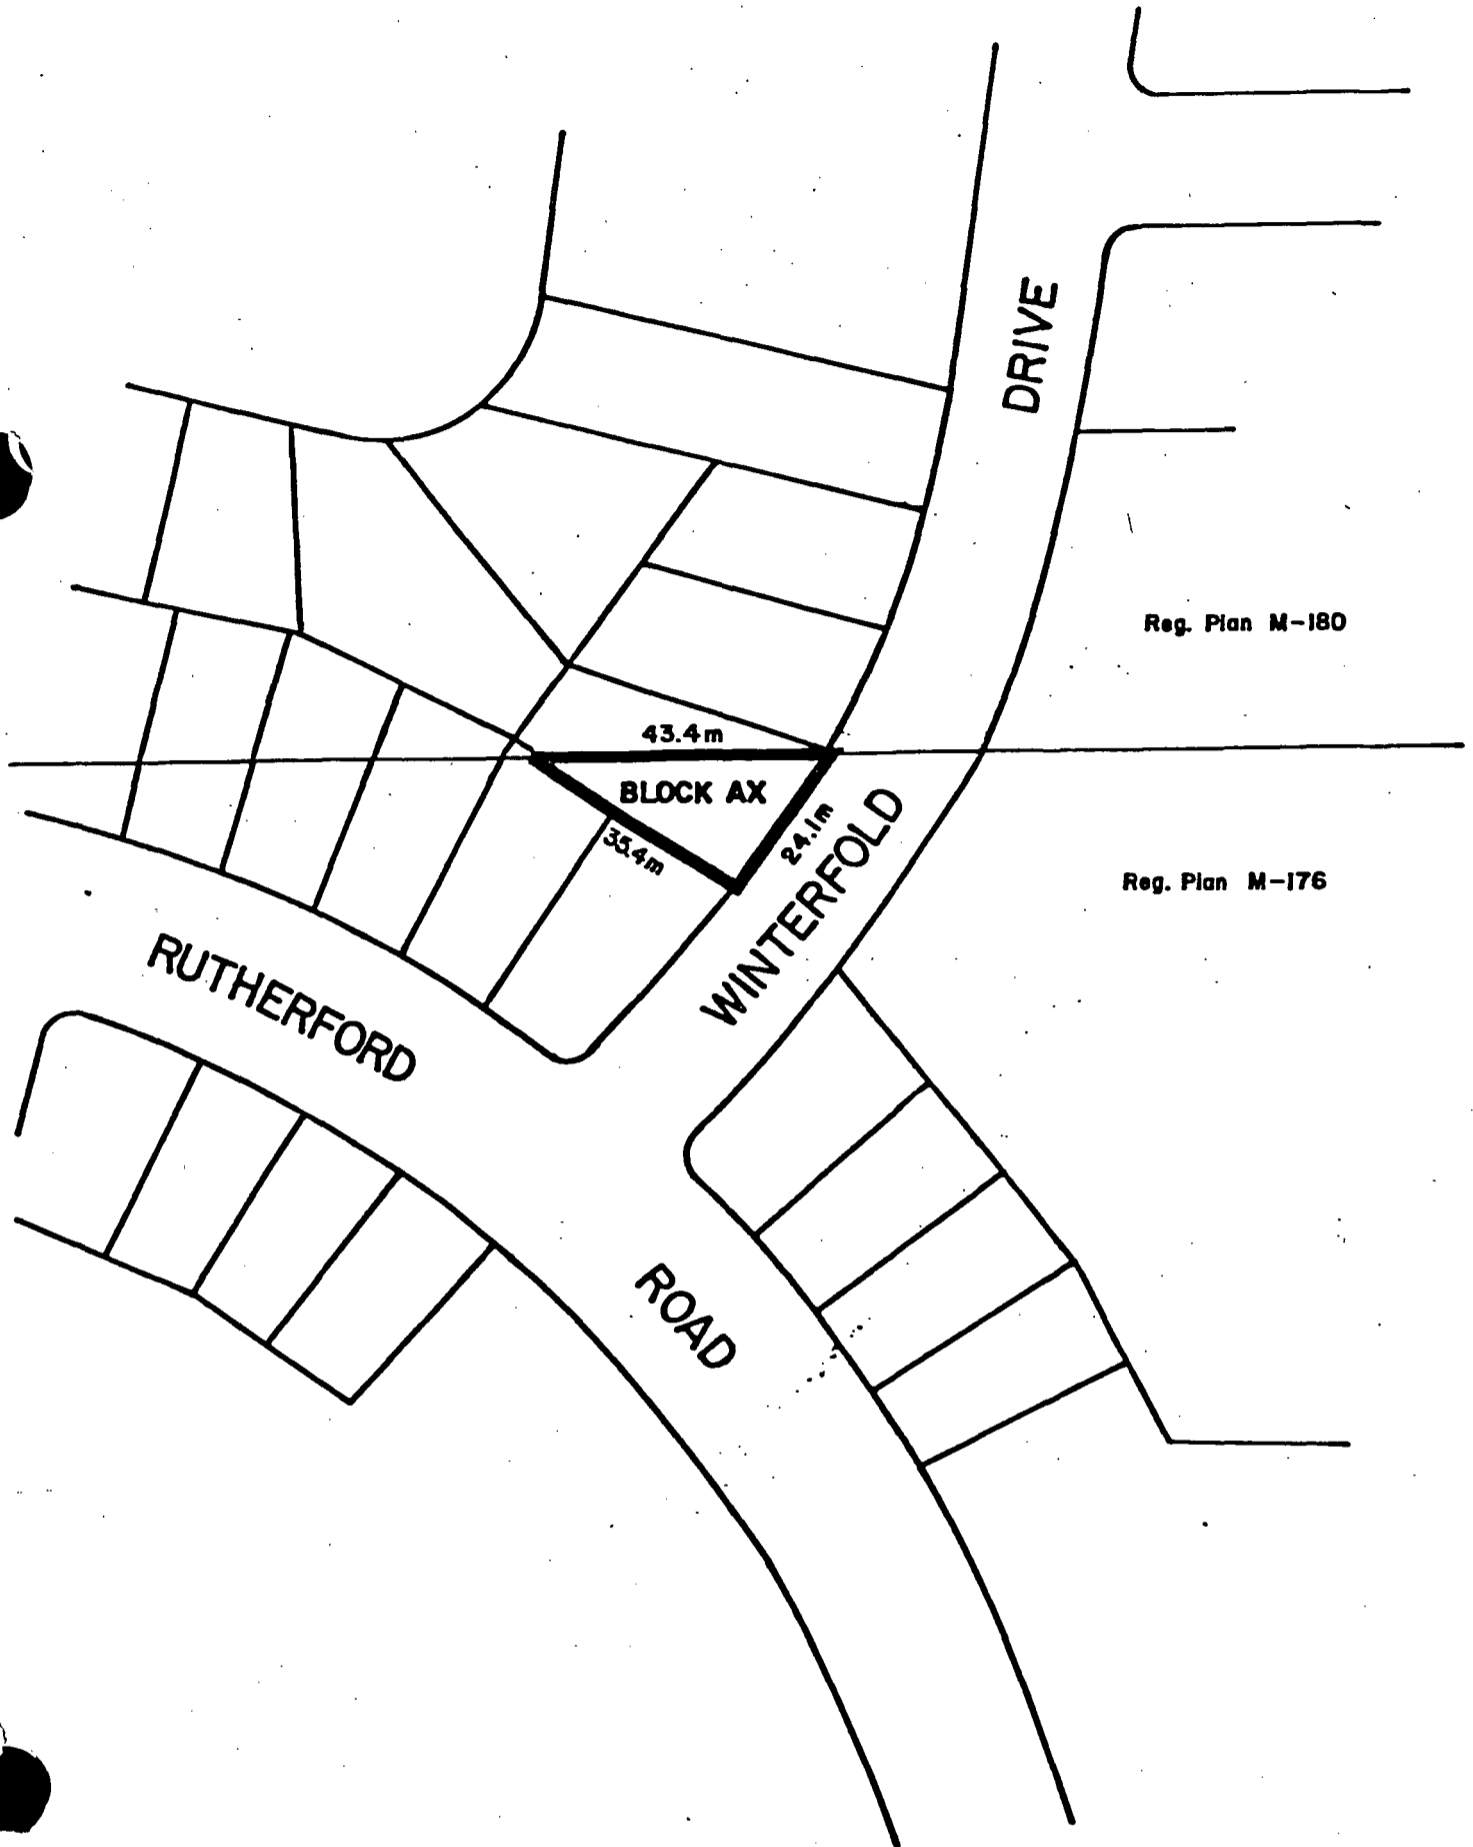 DRIVE
Reg. Plan M-180
43.4m
BLOCK AX
35.4m
24.1m
WINTERFOLD
Reg. Plan M-176
RUTHERFORD
ROAD